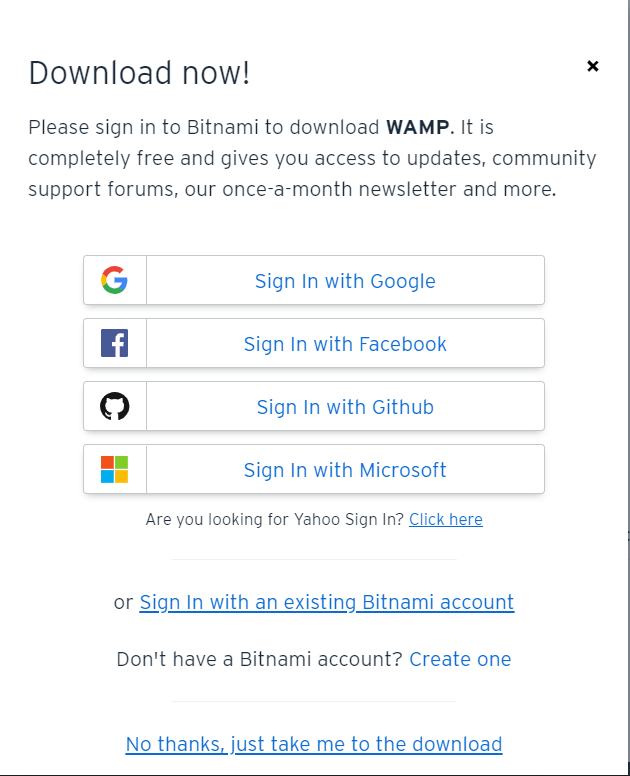 Download now!
Please sign in to Bitnami to download WAMP. It is
completely free and gives you access to updates, community
support forums, our once-a-month newsletter and more.
Sign In with Google
Sign In with Facebook
Sign In with Github
Sign In with Microsoft
Are you looking for Yahoo Sign In? Click here
or Sign In with an existing Bitnami account
Don't have a Bitnami account? Create one
No thanks, just take me to the download